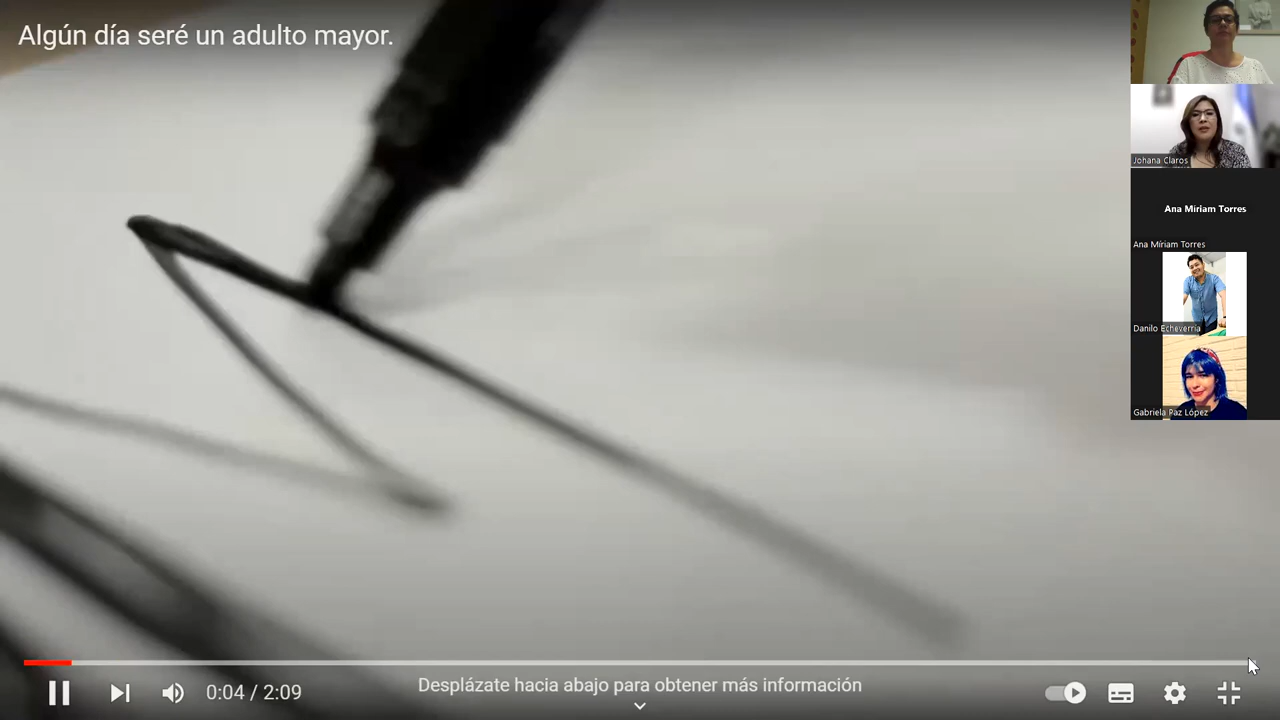 Algún día seré un adulto mayor.
Johana Claros
Ana Miriam Torres
Ana Míriam Torres
Danilo Echeverría
Gabriela Paz López
0:04 / 2:09
Desplázate hacia abajo para obtener más información